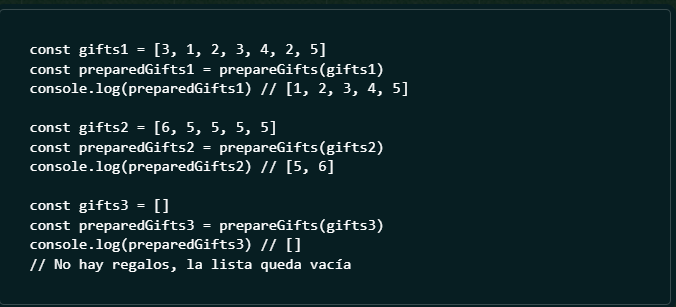 const gifts1 = [3, 1, 2, 3, 4, 2, 5]
const preparedGifts1 = prepareGifts(gifts1)
console.log(preparedGifts1) // [1, 2, 3, 4, 5]
const gifts2 = [6, 5, 5, 5, 5]
const preparedGifts2 = prepareGifts(gifts2)
console.log(preparedGifts2) // [5, 6]
const gifts3 = []
const preparedGifts3 = prepareGifts(gifts3)
console.log(preparedGifts3) // []
// No hay regalos, la lista queda vacía